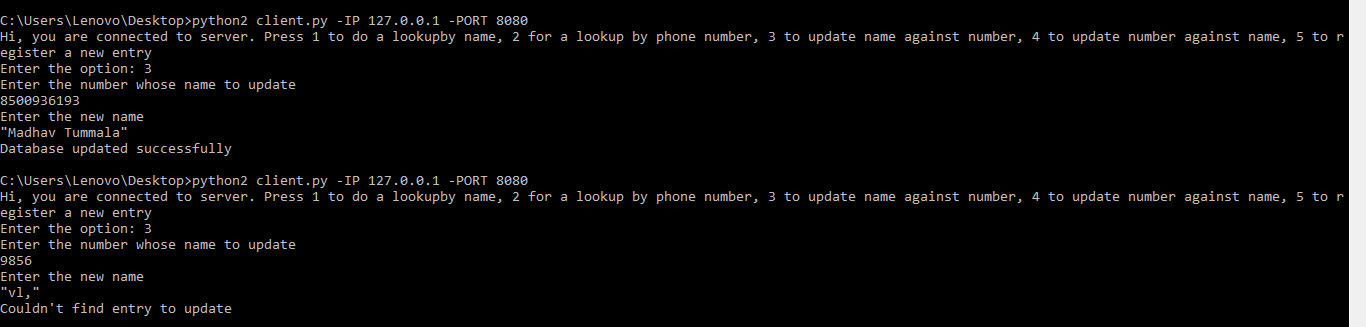 C:\Users\Lenovo\Desktop>python2 client.py -IP 127.0.0.1 -PORT 8080
Hi, you are connected to server. Press 1 to do a lookupby name, 2 for a lookup by phone number, 3 to update name against number, 4 to update number against name, 5 to r
egister a new entry
Enter the option: 3
Enter the number whose name to update
8500936193
Enter the new name
"Madhav Tummala"
Database updated successfully
C:\Users\Lenovo\Desktop>python2 client.py -IP 127.0.0.1 -PORT 8080
Hi, you are connected to server. Press 1 to do a lookupby name, 2 for a lookup by phone number, 3 to update name against number, 4 to update number against name, 5 to r
egister a new entry
Enter the option: 3
Enter the number whose name to update
9856
Enter the new name
"vl,"
Couldn't find entry to update